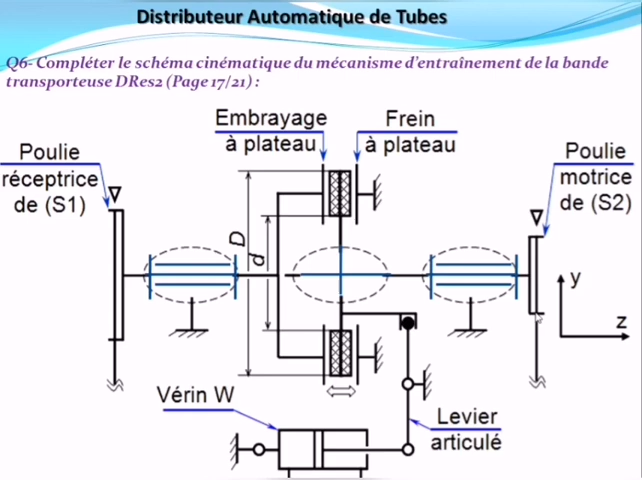 Distributeur Automatique de Tubes
Q6- Compléter le schéma cinématique du mécanisme d'entraînement de la bande
transporteuse DRes2 (Page 17/21) :
Embrayage
à plateau
Frein
à plateau
Poulie
réceptrice
de (S1)
Poulie
motrice
de (S2)
D
d
y
z
Vérin W
Levier
articulé